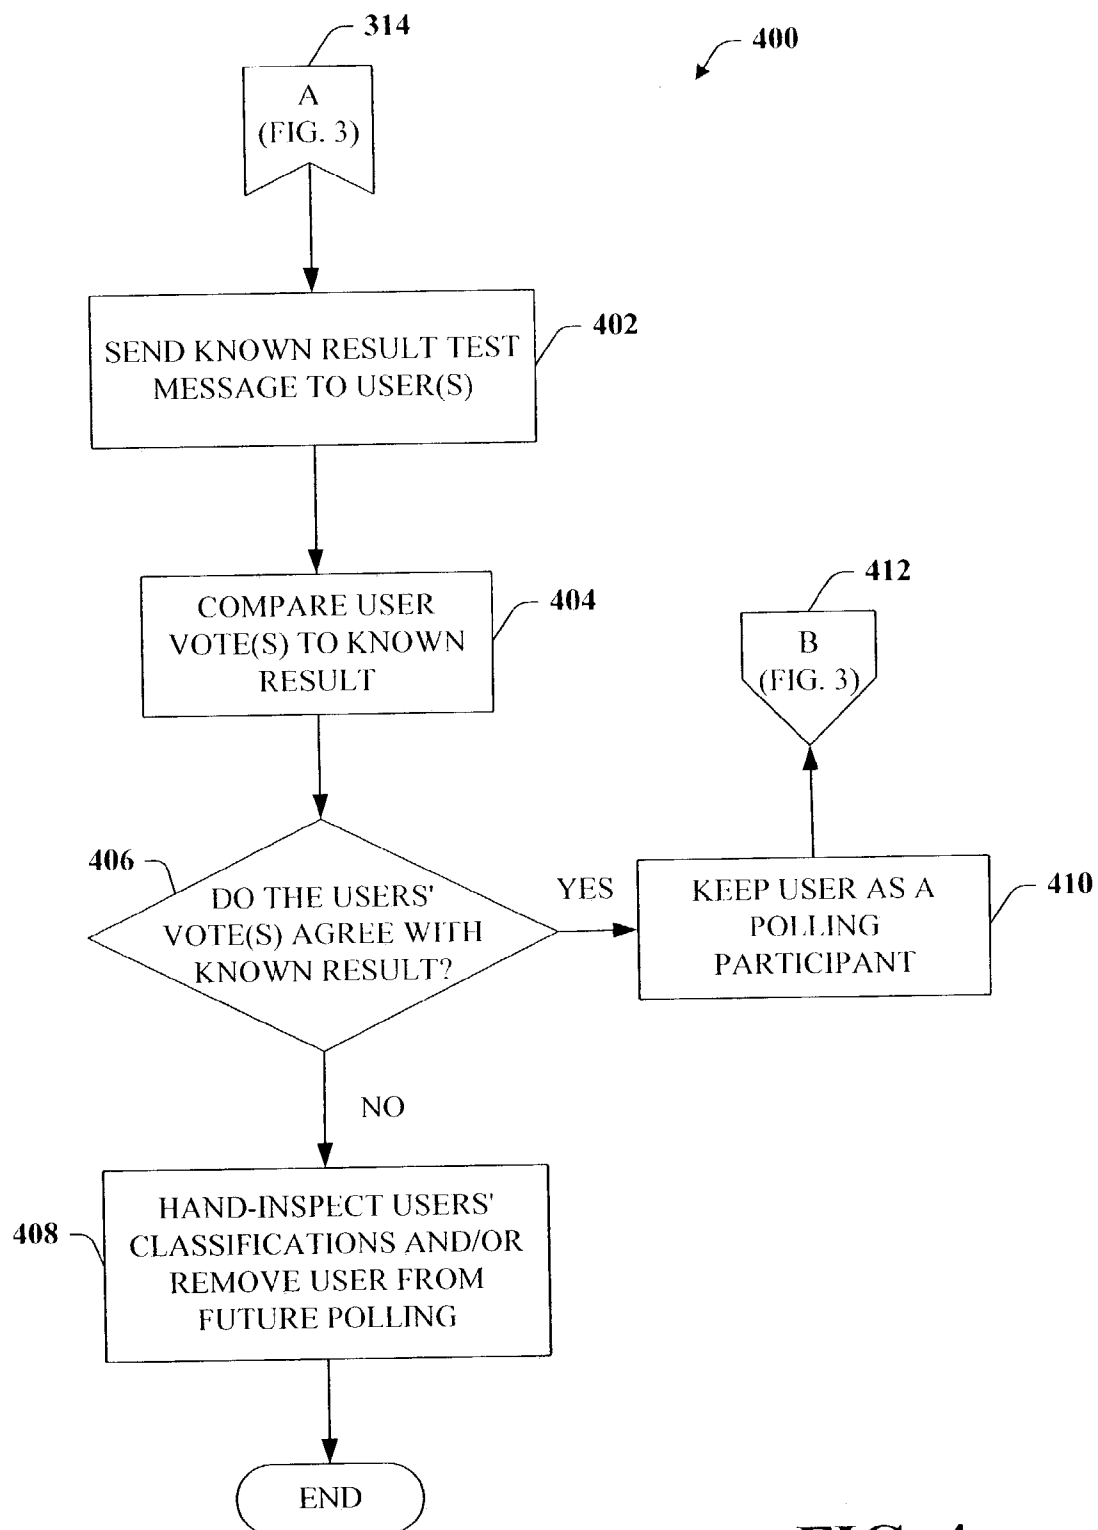 314
400
A
(FIG. 3)
SEND KNOWN RESULT TEST
MESSAGE TO USER(S)
402
COMPARE USER
VOTE(S) TO KNOWN
RESULT
404
412
B
(FIG. 3)
406
DO THE USERS'
VOTE(S) AGREE WITH
KNOWN RESULT?
YES
KEEP USER AS A
POLLING
PARTICIPANT
410
NO
408
HAND-INSPECT USERS'
CLASSIFICATIONS AND/OR
REMOVE USER FROM
FUTURE POLLING
END